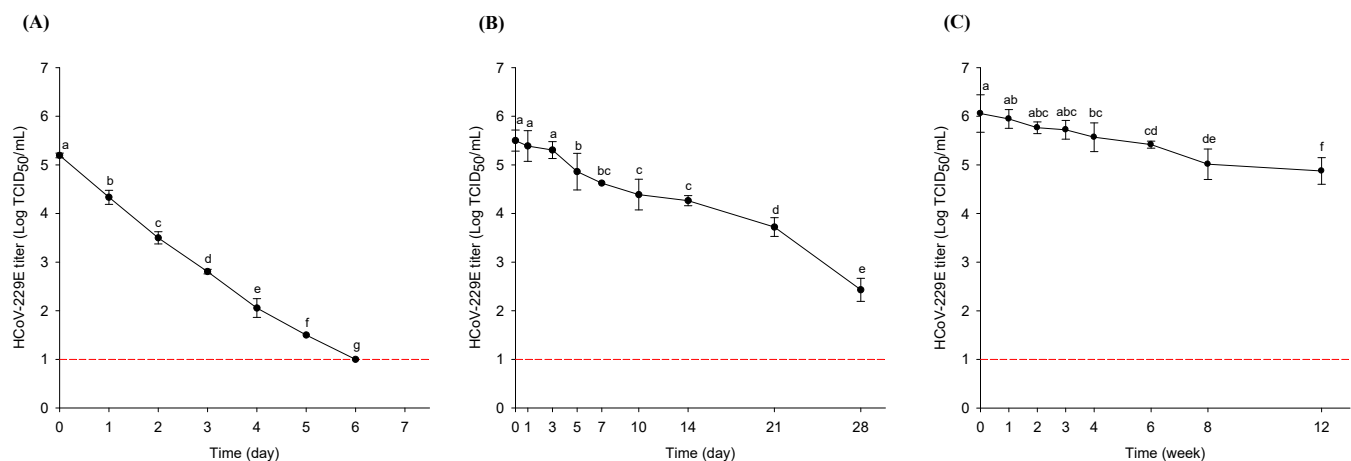 (A)
HCoV-229E titer (Log TCID50/mL)
7
6
5
4
3
2
1
0
a
b
c
d
e
f
g
0 1 2 3 4 5 6 7
Time (day)
(B)
HCoV-229E titer (Log TCID50/mL)
7
6
5
4
3
2
1
0
a a a b bc c c d e
0 1 3 5 7 10 14 21 28
Time (day)
(C)
HCoV-229E titer (Log TCID50/mL)
7
6
5
4
3
2
1
0
a ab abc abc bc cd de f
0 1 2 3 4 6 8 12
Time (week)